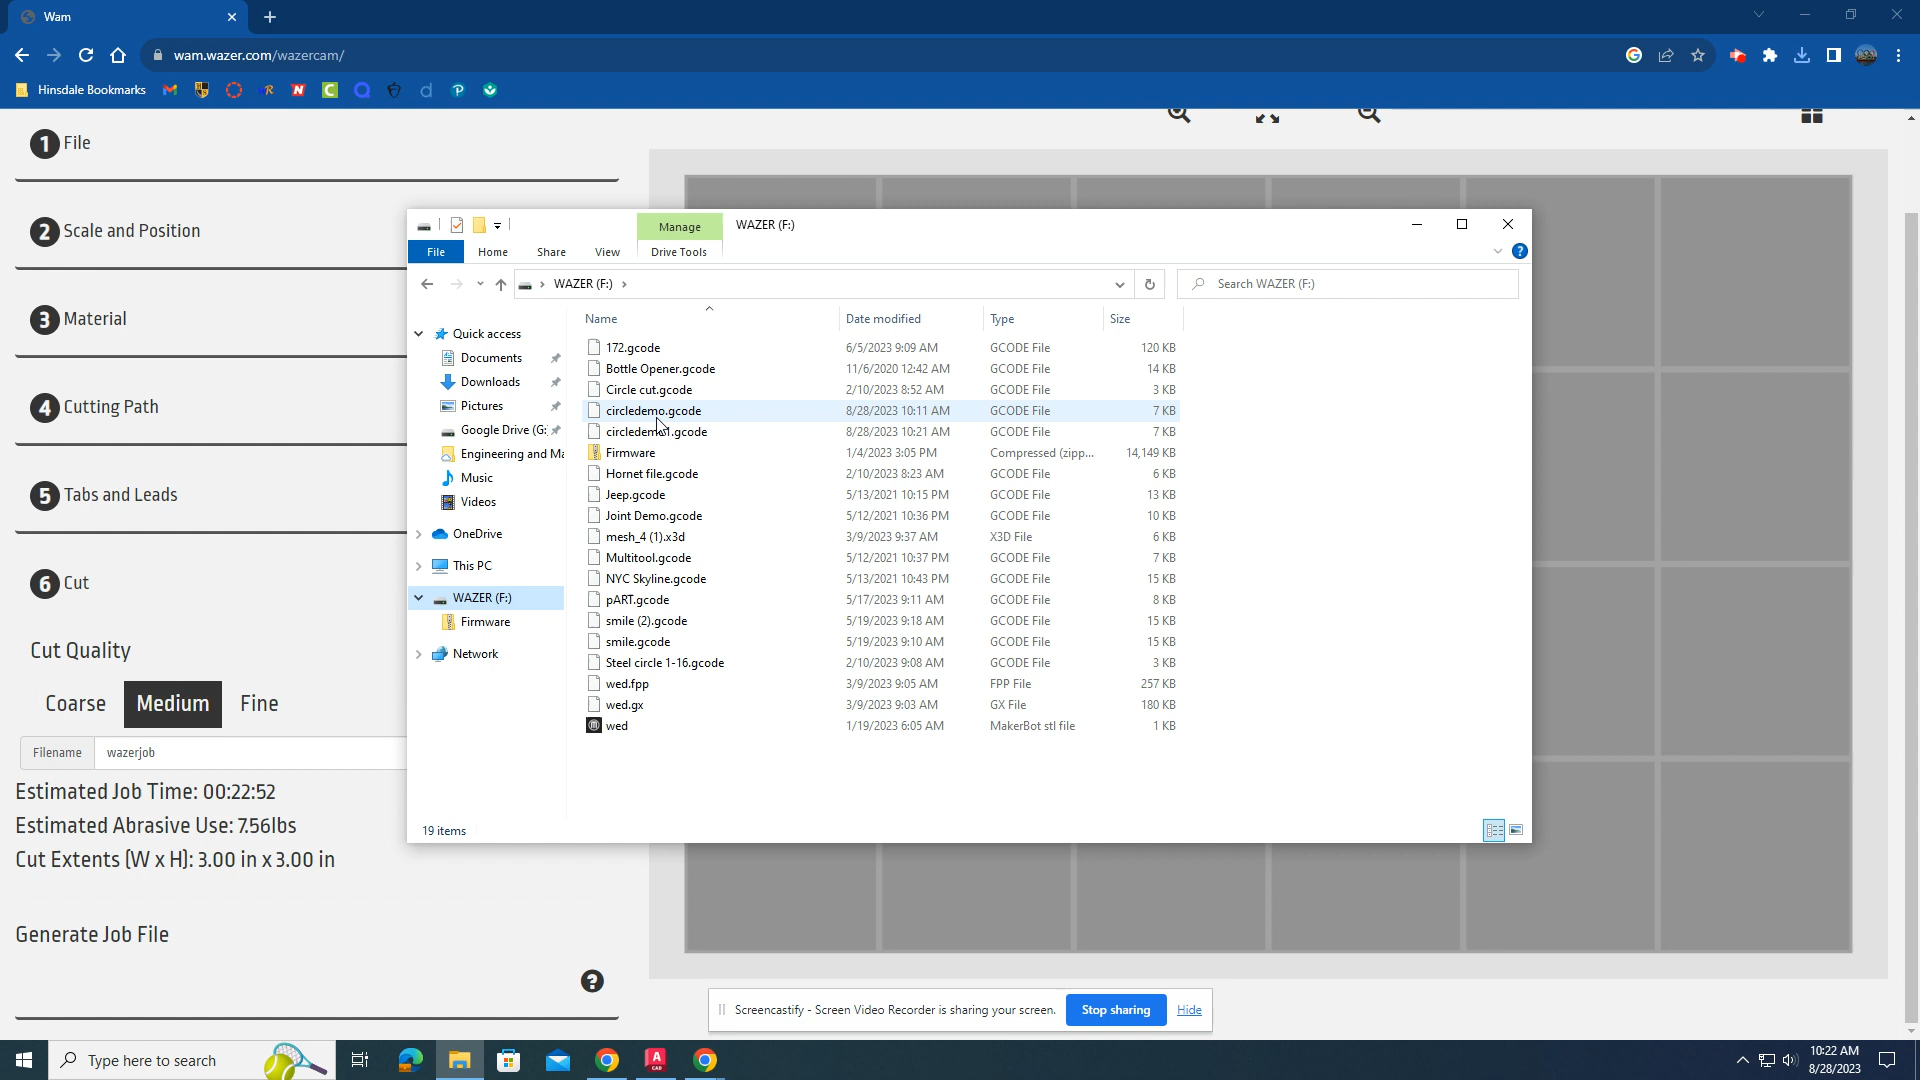 Wam
wam.wazer.com/wazercam/
Hinsdale Bookmarks
1 File
2 Scale and Position
3 Material
4 Cutting Path
5 Tabs and Leads
6 Cut
Cut Quality
Coarse Medium Fine
Filename wazerjob
Estimated Job Time: 00:22:52
Estimated Abrasive Use: 7.56lbs
Cut Extents (W x H): 3.00 in x 3.00 in
Generate Job File
?
Manage WAZER (F:)
File Home Share View Drive Tools
WAZER (F:)
Search WAZER (F:)
Quick access
Documents
Downloads
Pictures
Google Drive (G:
Engineering and Ma
Music
Videos
OneDrive
This PC
WAZER (F:)
Firmware
Network
Name Date modified Type Size
172.gcode 6/5/2023 9:09 AM GCODE File 120 KB
Bottle Opener.gcode 11/6/2020 12:42 AM GCODE File 14 KB
Circle cut.gcode 2/10/2023 8:52 AM GCODE File 3 KB
circledemo.gcode 8/28/2023 10:11 AM GCODE File 7 KB
circledemo1.gcode 8/28/2023 10:21 AM GCODE File 7 KB
Firmware 1/4/2023 3:05 PM Compressed (zipp... 14,149 KB
Hornet file.gcode 2/10/2023 8:23 AM GCODE File 6 KB
Jeep.gcode 5/13/2021 10:15 PM GCODE File 13 KB
Joint Demo.gcode 5/12/2021 10:36 PM GCODE File 10 KB
mesh_4 (1).x3d 3/9/2023 9:37 AM X3D File 6 KB
Multitool.gcode 5/12/2021 10:37 PM GCODE File 7 KB
NYC Skyline.gcode 5/13/2021 10:43 PM GCODE File 15 KB
pART.gcode 5/17/2023 9:11 AM GCODE File 8 KB
smile (2).gcode 5/19/2023 9:18 AM GCODE File 15 KB
smile.gcode 5/19/2023 9:10 AM GCODE File 15 KB
Steel circle 1-16.gcode 2/10/2023 9:08 AM GCODE File 3 KB
wed.fpp 3/9/2023 9:05 AM FPP File 257 KB
wed.gx 3/9/2023 9:03 AM GX File 180 KB
wed 1/19/2023 6:05 AM MakerBot stl file 1 KB
19 items
Screencastify - Screen Video Recorder is sharing your screen. Stop sharing Hide
Type here to search
10:22 AM
8/28/2023